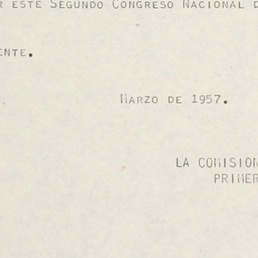 R ESTE SEGUNDO CONGRESO NACIONAL D
ENTE.
MARZO DE 1957.
LA COMISION
PRIMER